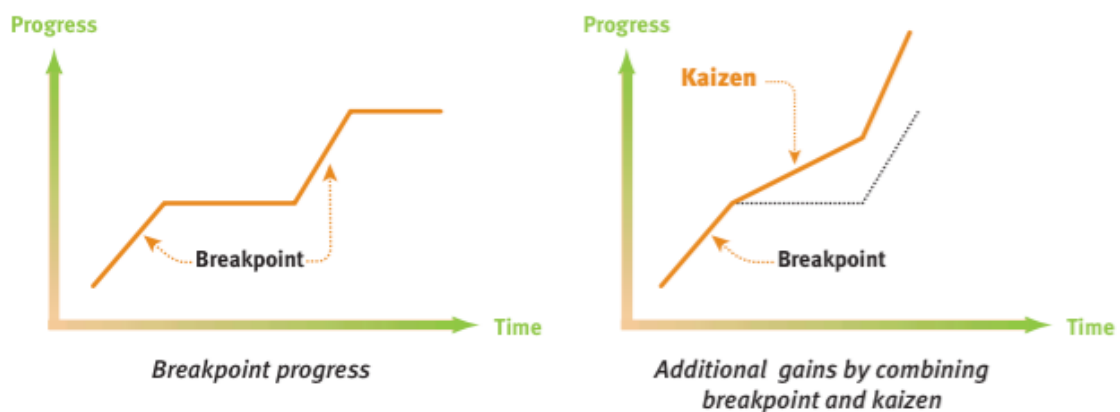 Progress
Breakpoint
Time
Breakpoint progress
Progress
Kaizen
Breakpoint
Time
Additional gains by combining
breakpoint and kaizen